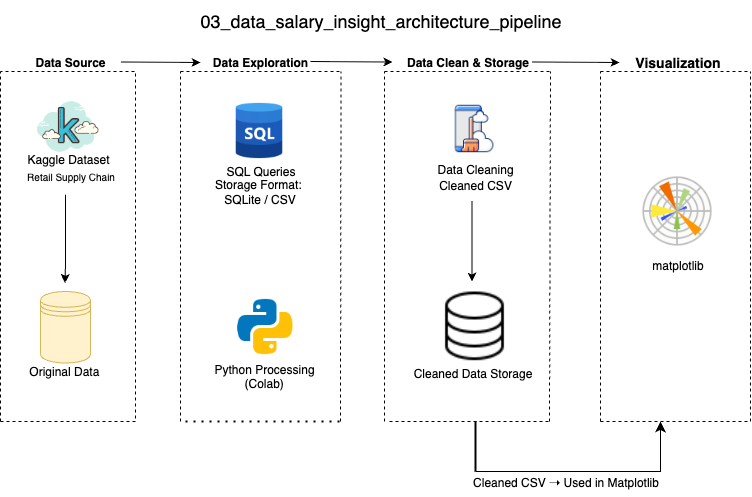 03_data_salary_insight_architecture_pipeline
Data Source
Data Exploration
Data Clean & Storage
Visualization
k
Kaggle Dataset
Retail Supply Chain
Original Data
SQL
SQL Queries
Storage Format:
SQLite / CSV
Python Processing
(Colab)
Data Cleaning
Cleaned CSV
Cleaned Data Storage
matplotlib
Cleaned CSV → Used in Matplotlib